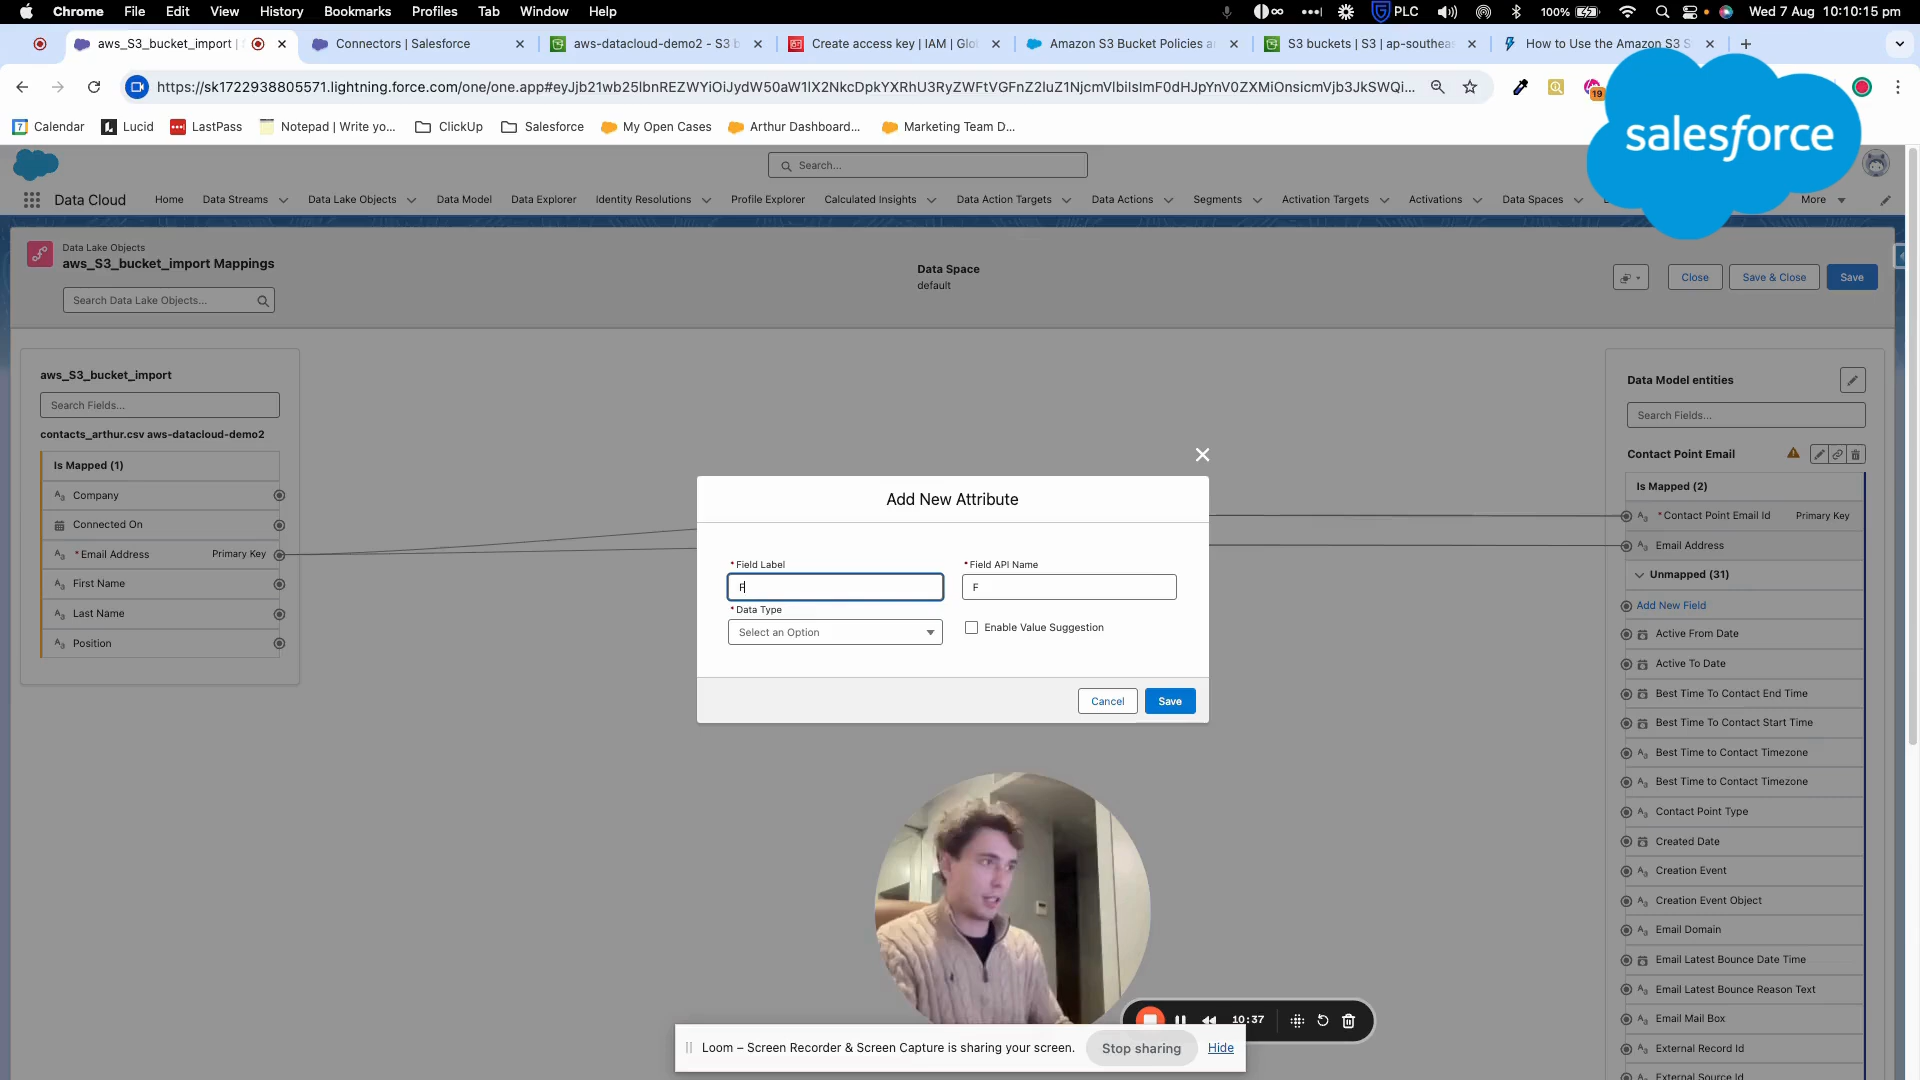 Chrome File Edit View History Bookmarks Profiles Tab Window Help PLC 100% Wed 7 Aug 10:10:15 pm
aws_S3_bucket_import | Connectors | Salesforce aws-datacloud-demo2 - S3 b Create access key | IAM | Glo Amazon S3 Bucket Policies a S3 buckets | S3 | ap-southeas How to Use the Amazon S3 S
https://sk1722938805571.lightning.force.com/one/one.app#eyJjb21wb25lbnREZWYiOiJydW50aW1lX2NkcDpkYXRhU3RyZWFtVGFnZ2luZ1NjcmVlbiIsImF0dHJpYnV0ZXMiOnsicmVjb3JkSWQi... 19
7 Calendar Lucid LastPass Notepad | Write yo... ClickUp Salesforce My Open Cases Arthur Dashboard... Marketing Team D...
salesforce
Search...
Data Cloud Home Data Streams Data Lake Objects Data Model Data Explorer Identity Resolutions Profile Explorer Calculated Insights Data Action Targets Data Actions Segments Activation Targets Activations Data Spaces More
Data Lake Objects
aws_S3_bucket_import Mappings
Search Data Lake Objects...
Data Space
default
Close Save & Close Save
aws_S3_bucket_import
Search Fields...
contacts_arthur.csv aws-datacloud-demo2
Is Mapped (1)
Company
Connected On
* Email Address Primary Key
First Name
Last Name
Position
Add New Attribute
* Field Label
F
* Field API Name
F
* Data Type
Select an Option
Enable Value Suggestion
Cancel Save
Data Model entities
Search Fields...
Contact Point Email
Is Mapped (2)
* Contact Point Email Id Primary Key
Email Address
Unmapped (31)
Add New Field
Active From Date
Active To Date
Best Time To Contact End Time
Best Time To Contact Start Time
Best Time to Contact Timezone
Best Time to Contact Timezone
Contact Point Type
Created Date
Creation Event
Creation Event Object
Email Domain
Email Latest Bounce Date Time
Email Latest Bounce Reason Text
Email Mail Box
External Record Id
External Source Id
10:37
Loom – Screen Recorder & Screen Capture is sharing your screen. Stop sharing Hide